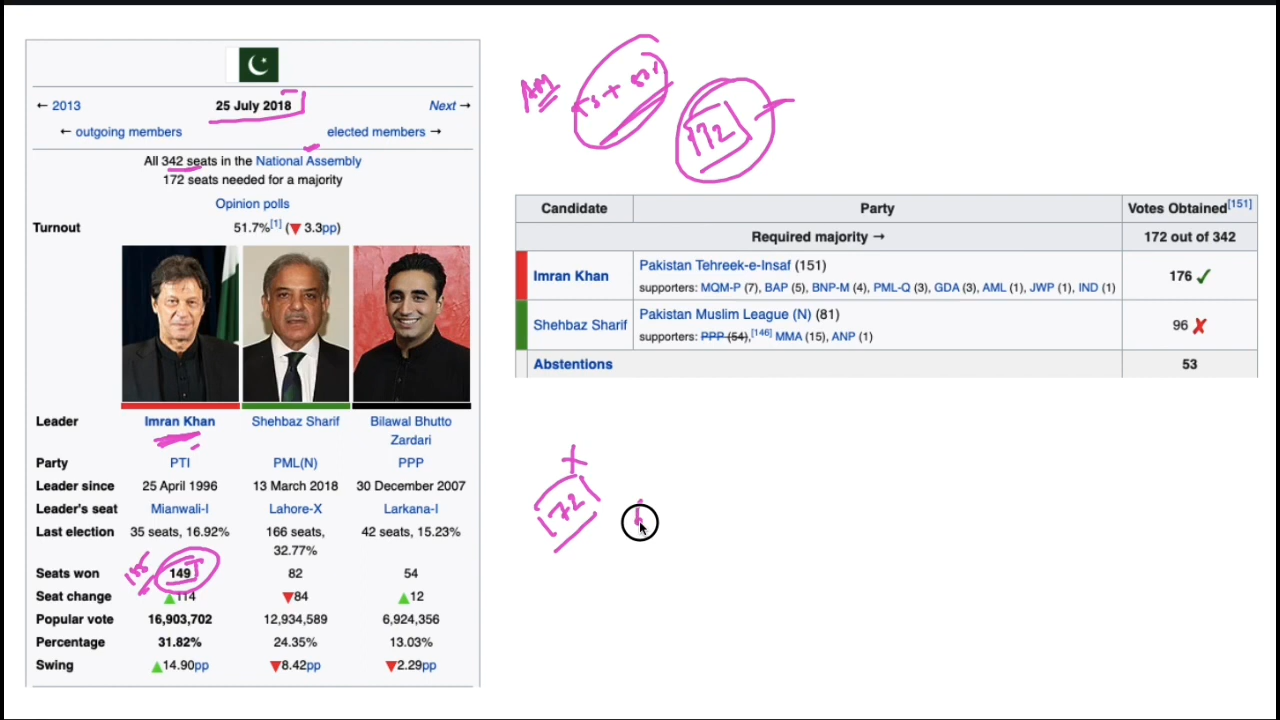 ← 2013 25 July 2018 Next →
← outgoing members elected members →
All 342 seats in the National Assembly
172 seats needed for a majority
Opinion polls
Turnout 51.7%[1] (▼ 3.3pp)
Leader Imran Khan Shehbaz Sharif Bilawal Bhutto Zardari
Party PTI PML(N) PPP
Leader since 25 April 1996 13 March 2018 30 December 2007
Leader's seat Mianwali-I Lahore-X Larkana-I
Last election 35 seats, 16.92% 166 seats, 32.77% 42 seats, 15.23%
155
Seats won 149 82 54
Seat change ▲114 ▼84 ▲12
Popular vote 16,903,702 12,934,589 6,924,356
Percentage 31.82% 24.35% 13.03%
Swing ▲14.90pp ▼8.42pp ▼2.29pp
172
Candidate Party Votes Obtained[151]
Required majority → 172 out of 342
Imran Khan Pakistan Tehreek-e-Insaf (151) 176 ✓
supporters: MQM-P (7), BAP (5), BNP-M (4), PML-Q (3), GDA (3), AML (1), JWP (1), IND (1)
Shehbaz Sharif Pakistan Muslim League (N) (81) 96 ✗
supporters: PPP (54),[146] MMA (15), ANP (1)
Abstentions 53
172